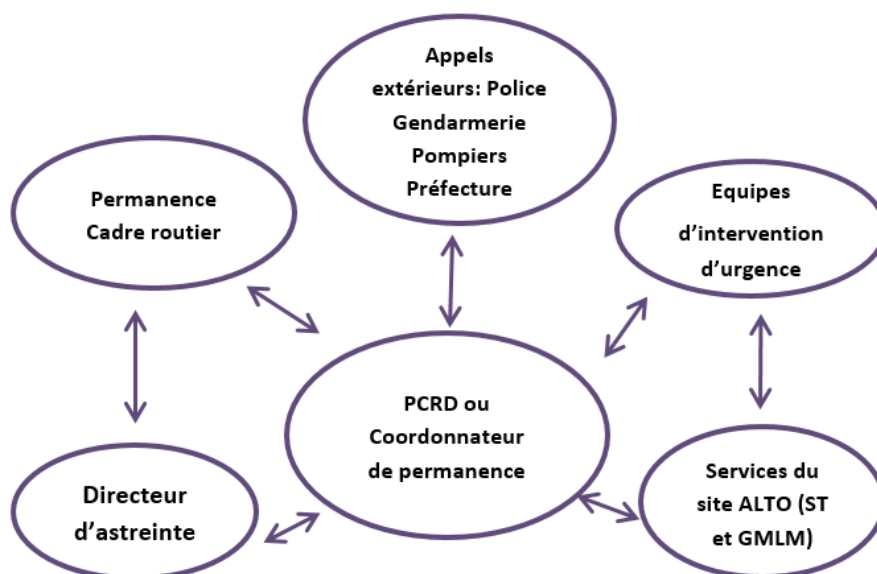 Appels
extérieurs: Police
Gendarmerie
Pompiers
Préfecture
Permanence
Cadre routier
Equipes
d’intervention
d’urgence
PCRD ou
Coordonnateur
de permanence
Directeur
d’astreinte
Services du
site ALTO (ST
et GMLM)